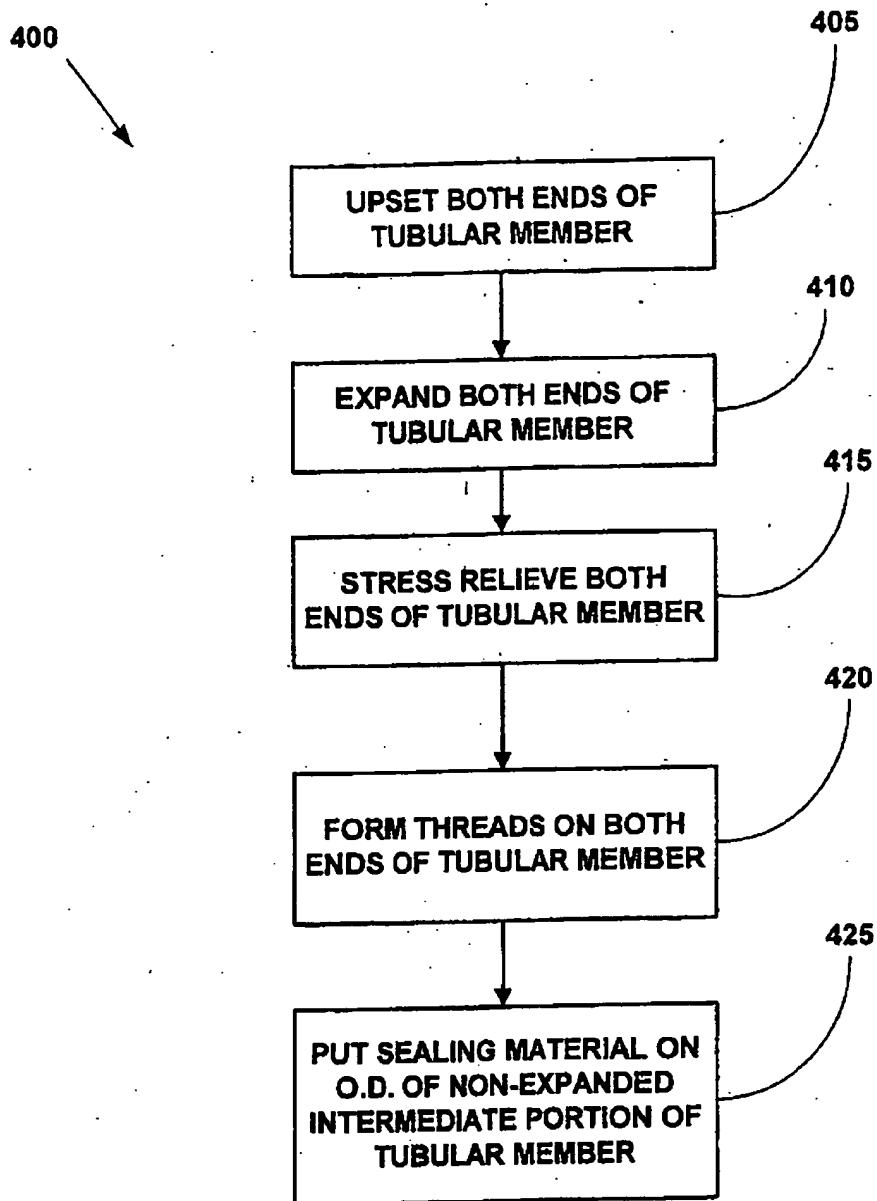 400
405
UPSET BOTH ENDS OF
TUBULAR MEMBER
410
EXPAND BOTH ENDS OF
TUBULAR MEMBER
415
STRESS RELIEVE BOTH
ENDS OF TUBULAR MEMBER
420
FORM THREADS ON BOTH
ENDS OF TUBULAR MEMBER
425
PUT SEALING MATERIAL ON
O.D. OF NON-EXPANDED
INTERMEDIATE PORTION OF
TUBULAR MEMBER